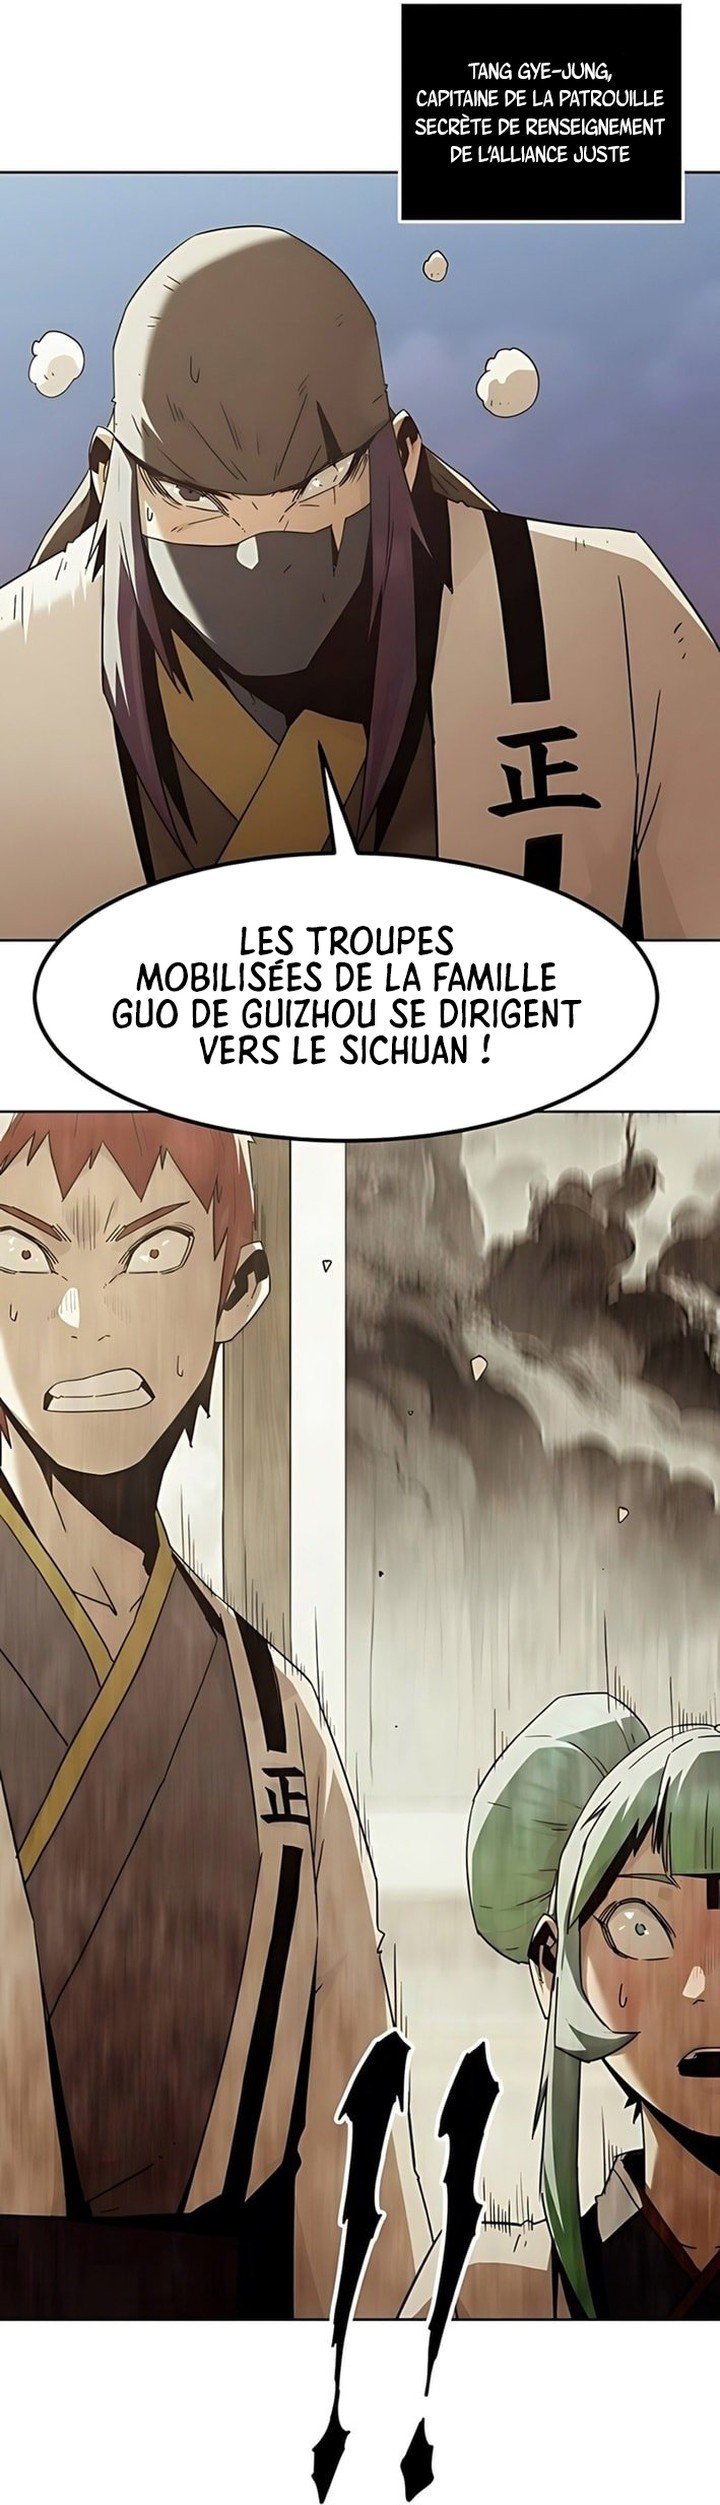 TANG GYE-JUNG,
CAPITAINE DE LA PATROUILLE
SECRÈTE DE RENSEIGNEMENT
DE L'ALLIANCE JUSTE
正
LES TROUPES
MOBILISÉES DE LA FAMILLE
GUO DE GUIZHOU SE DIRIGENT
VERS LE SICHUAN !
正
!!